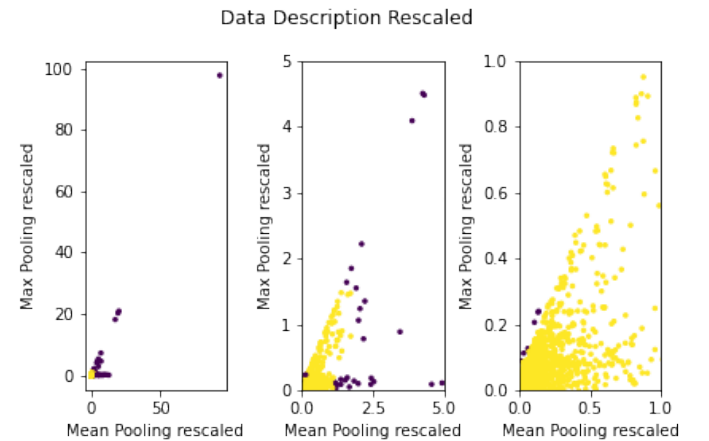 Data Description Rescaled
Max Pooling rescaled
100
80
60
40
20
0
0 50
Mean Pooling rescaled
Max Pooling rescaled
5
4
3
2
1
0
0.0 2.5 5.0
Mean Pooling rescaled
Max Pooling rescaled
1.0
0.8
0.6
0.4
0.2
0.0
0.0 0.5 1.0
Mean Pooling rescaled